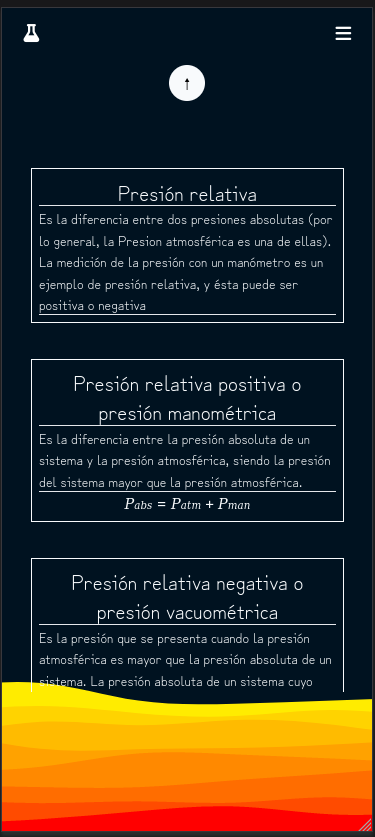 ↑
Presión relativa
Es la diferencia entre dos presiones absolutas (por
lo general, la Presion atmosférica es una de ellas).
La medición de la presión con un manómetro es un
ejemplo de presión relativa, y ésta puede ser
positiva o negativa
Presión relativa positiva o
presión manométrica
Es la diferencia entre la presión absoluta de un
sistema y la presión atmosférica, siendo la presión
del sistema mayor que la presión atmosférica.
Pabs = Patm + Pman
Presión relativa negativa o
presión vacuométrica
Es la presión que se presenta cuando la presión
atmosférica es mayor que la presión absoluta de un
sistema. La presión absoluta de un sistema cuyo